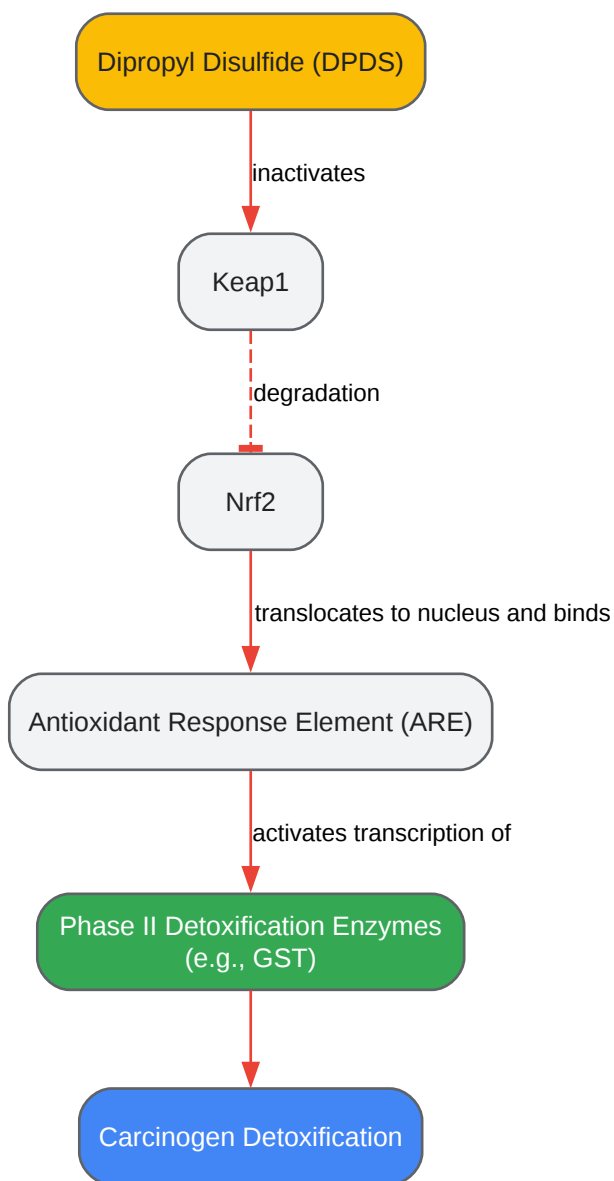 Dipropyl Disulfide (DPDS)
inactivates
Keap1
degradation
Nrf2
translocates to nucleus and binds
Antioxidant Response Element (ARE)
activates transcription of
Phase II Detoxification Enzymes
(e.g., GST)
Carcinogen Detoxification